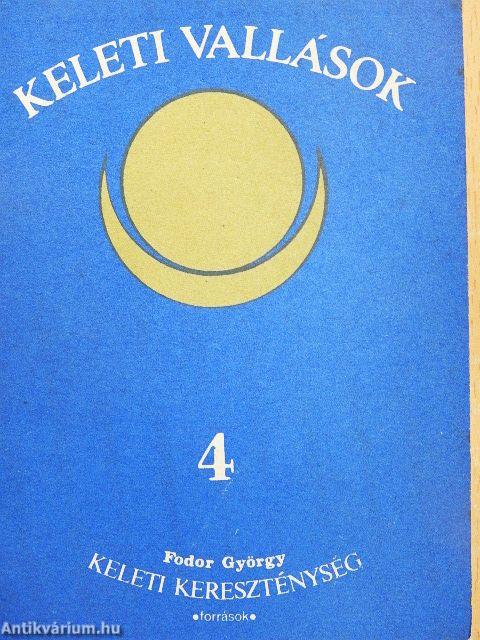 KELETI VALLÁSOK
4
Fodor György
KELETI KERESZTÉNYSÉG
•források•
Antikvárium.hu